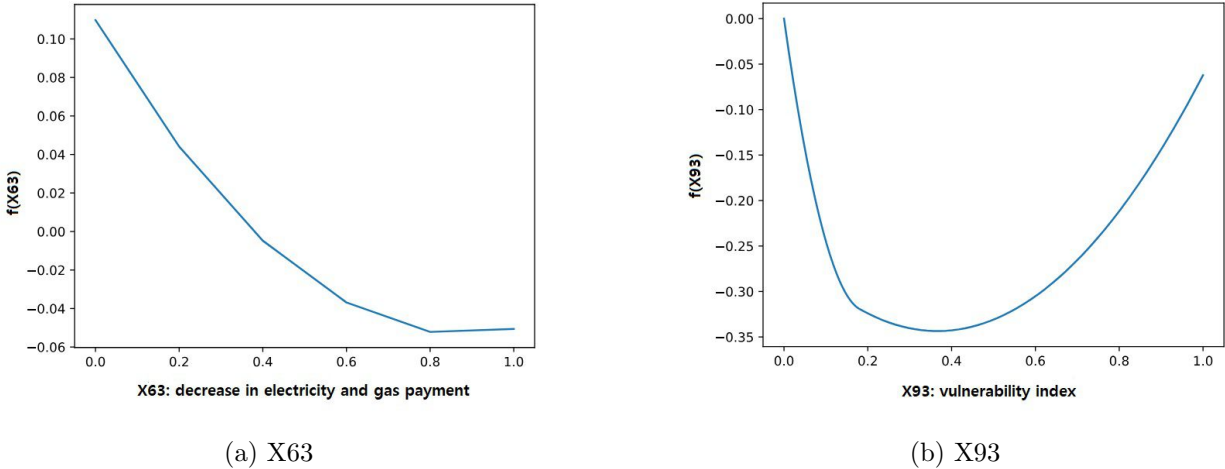 0.10
0.08
0.06
0.04
0.02
0.00
−0.02
−0.04
−0.06
f(X63)
0.0 0.2 0.4 0.6 0.8 1.0
X63: decrease in electricity and gas payment
(a) X63
0.00
−0.05
−0.10
−0.15
−0.20
−0.25
−0.30
−0.35
f(X93)
0.0 0.2 0.4 0.6 0.8 1.0
X93: vulnerability index
(b) X93